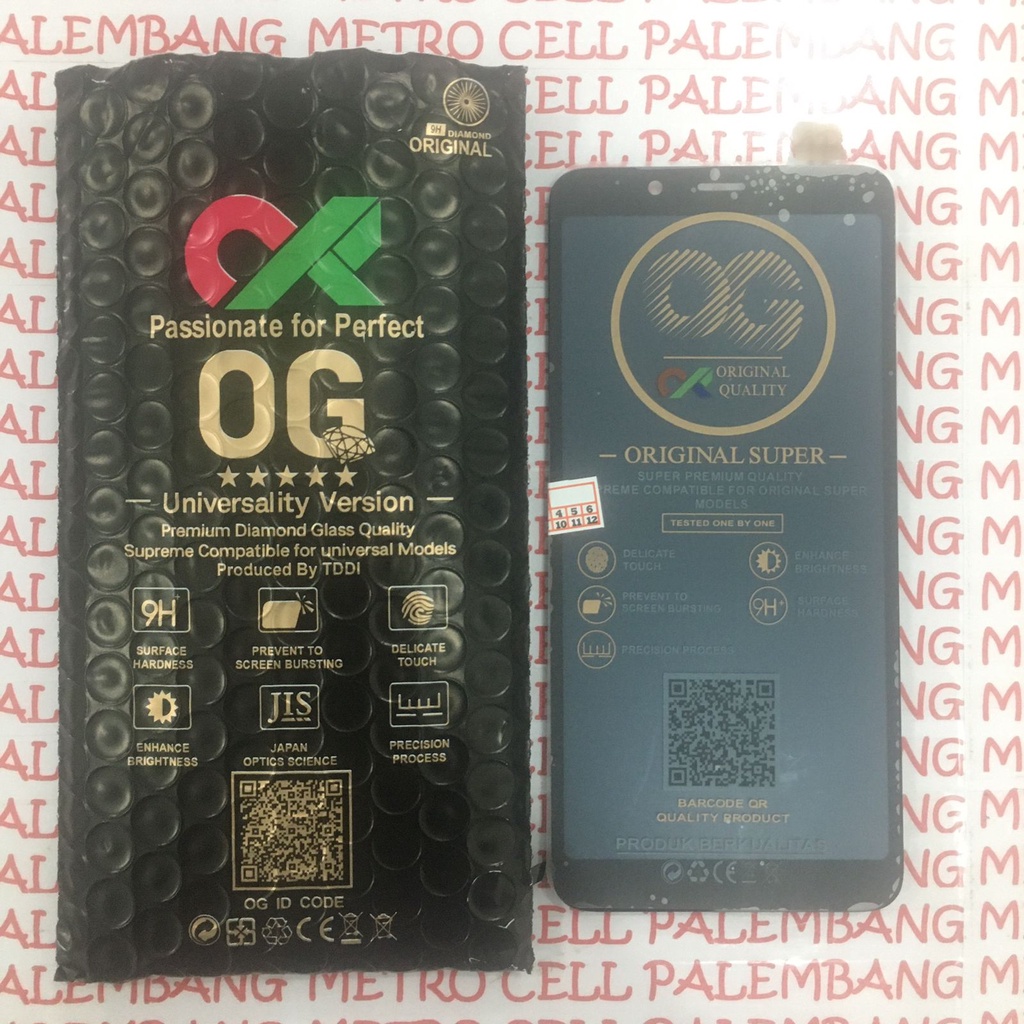 PALEMBANG METRO CELL PALEMBANG
9H DIAMOND
ORIGINAL
Passionate for Perfect
OG
Universality Version
Premium Diamond Glass Quality
Supreme Compatible for universal Models
Produced By TDDI
9H
SURFACE
HARDNESS
PREVENT TO
SCREEN BURSTING
DELICATE
TOUCH
ENHANCE
BRIGHTNESS
JIS
JAPAN
OPTICS SCIENCE
PRECISION
PROCESS
OG ID CODE
CE
OG
ORIGINAL
QUALITY
ORIGINAL SUPER
SUPER PREMIUM QUALITY
REME COMPATIBLE FOR ORIGINAL SUPER
MODELS
TESTED ONE BY ONE
4 5 6
10 11 12
DELICATE
TOUCH
ENHANCE
BRIGHTNESS
PREVENT TO
SCREEN BURSTING
9H+
SURFACE
HARDNESS
PRECISION PROCESS
BARCODE QR
QUALITY PRODUCT
PRODUK BERKUALITAS
CE